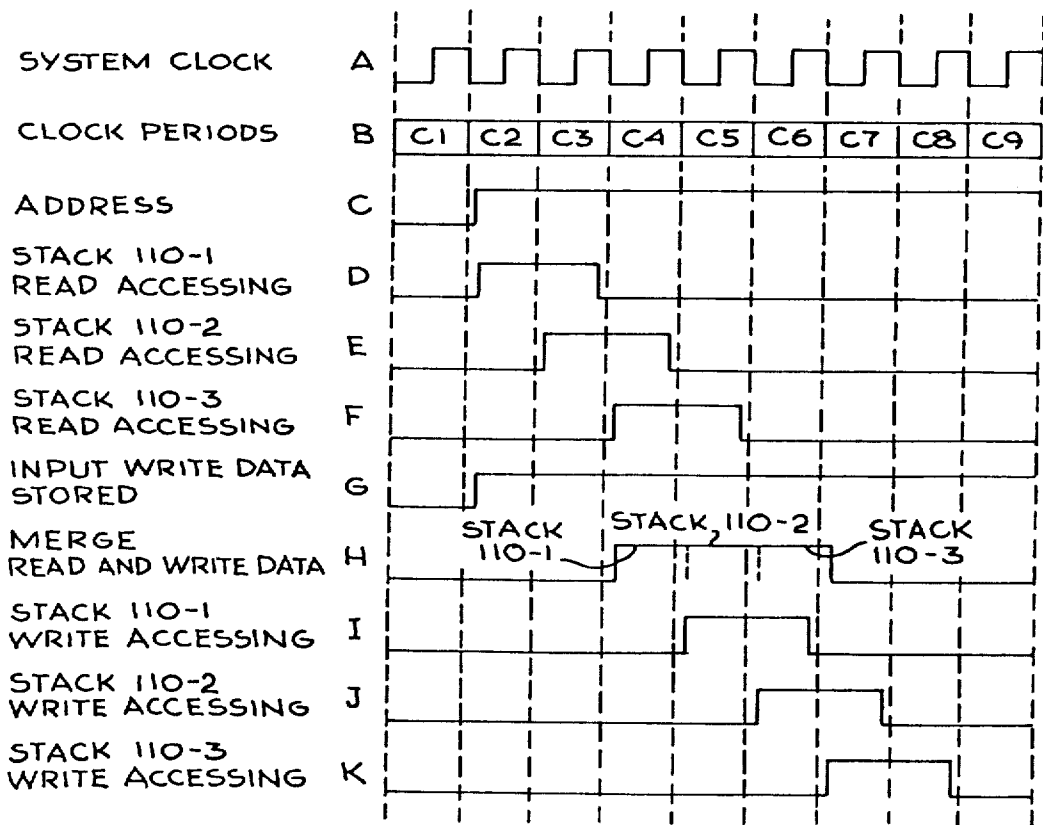 SYSTEM CLOCK A
CLOCK PERIODS B C1 C2 C3 C4 C5 C6 C7 C8 C9
ADDRESS C
STACK 110-1
READ ACCESSING D
STACK 110-2
READ ACCESSING E
STACK 110-3
READ ACCESSING F
INPUT WRITE DATA
STORED G
MERGE
READ AND WRITE DATA H
STACK
110-1
STACK 110-2
STACK
110-3
STACK 110-1
WRITE ACCESSING I
STACK 110-2
WRITE ACCESSING J
STACK 110-3
WRITE ACCESSING K